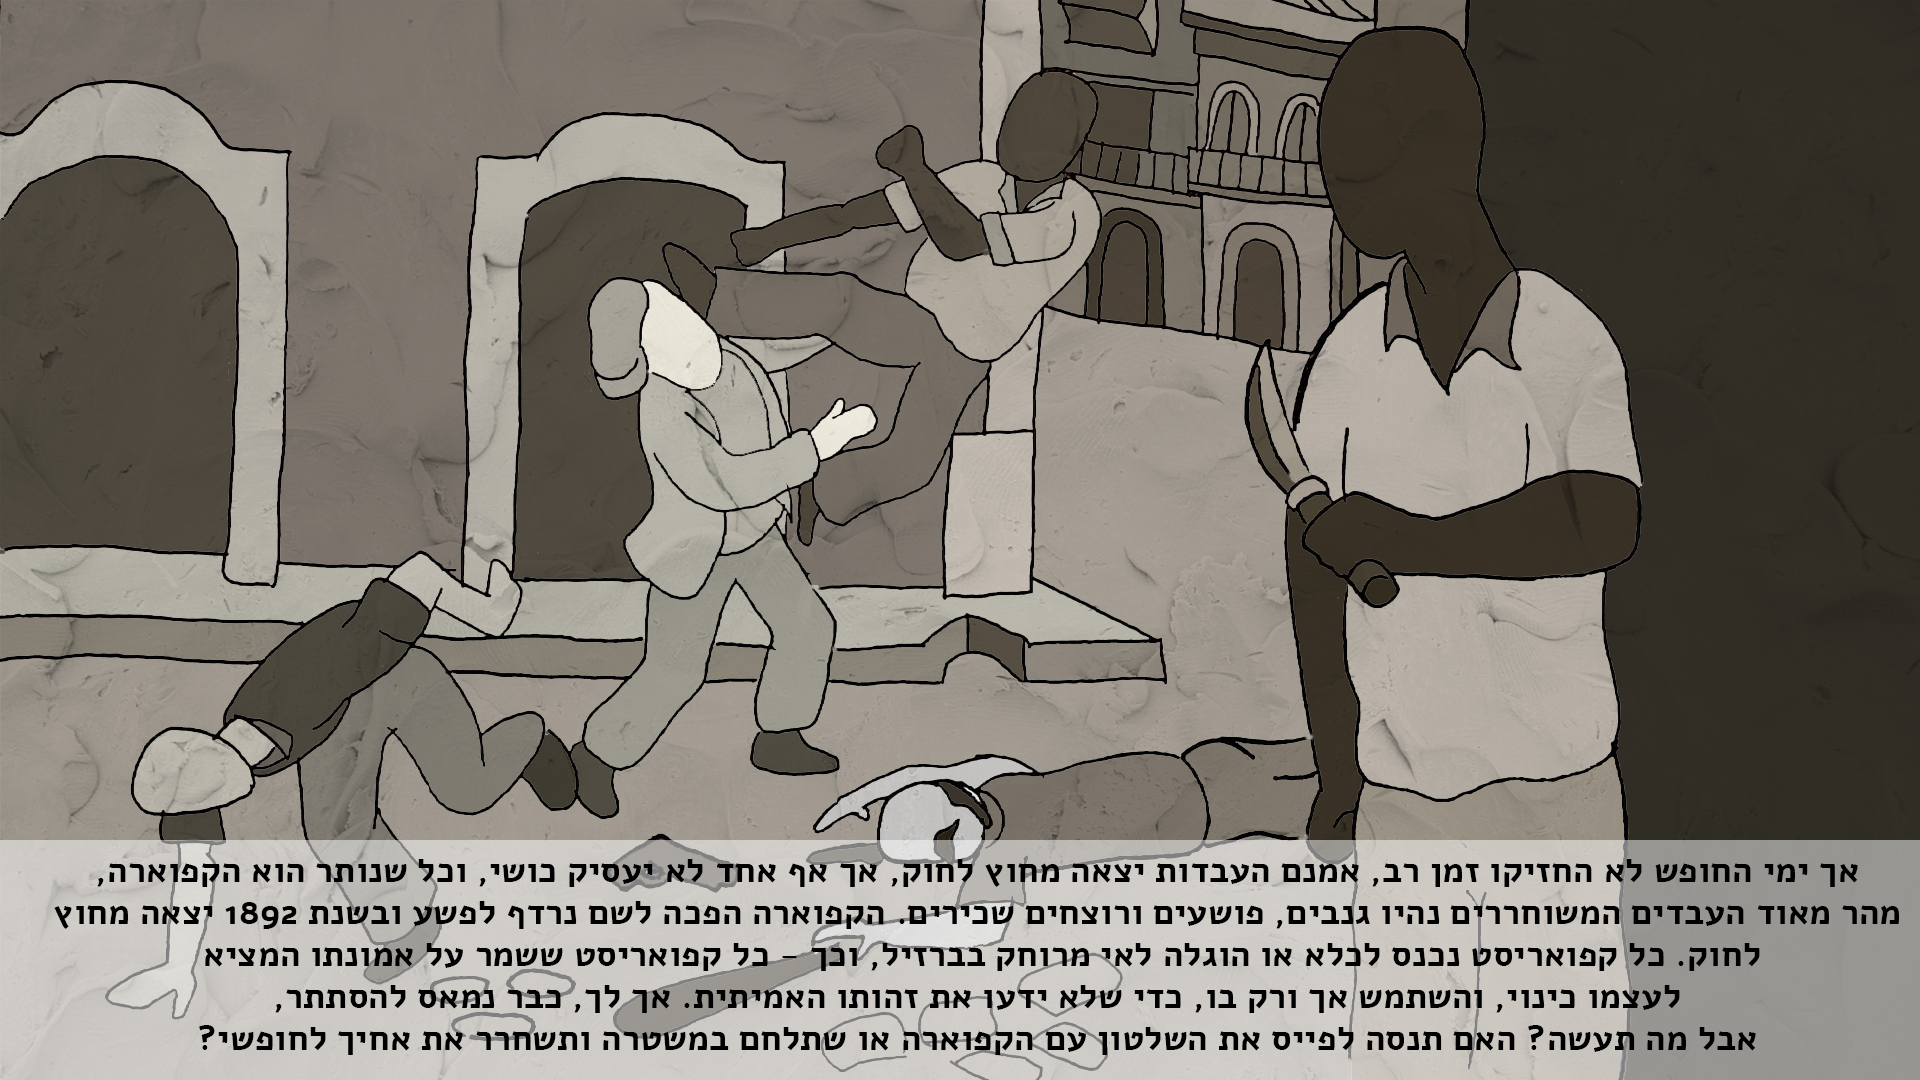 אך ימי החופש לא החזיקו זמן רב, אמנם העבדות יצאה מחוץ לחוק, אך אף אחד לא יעסיק כושי, וכל שנותר הוא הקפוארה,
מהר מאוד העבדים המשוחררים נהיו גנבים, פושעים ורוצחים שכירים. הקפוארה הפכה לשם נרדף לפשע ובשנת 1892 יצאה מחוץ
לחוק. כל קפואריסט נכנס לכלא או הוגלה לאי מרוחק בברזיל, וכך – כל קפואריסט ששמר על אמונתו המציא
לעצמו כינוי, והשתמש אך ורק בו, כדי שלא ידעו את זהותו האמיתית. אך לך, כבר נמאס להסתתר,
אבל מה תעשה? האם תנסה לפייס את השלטון עם הקפוארה או שתלחם במשטרה ותשחרר את אחיך לחופשי?